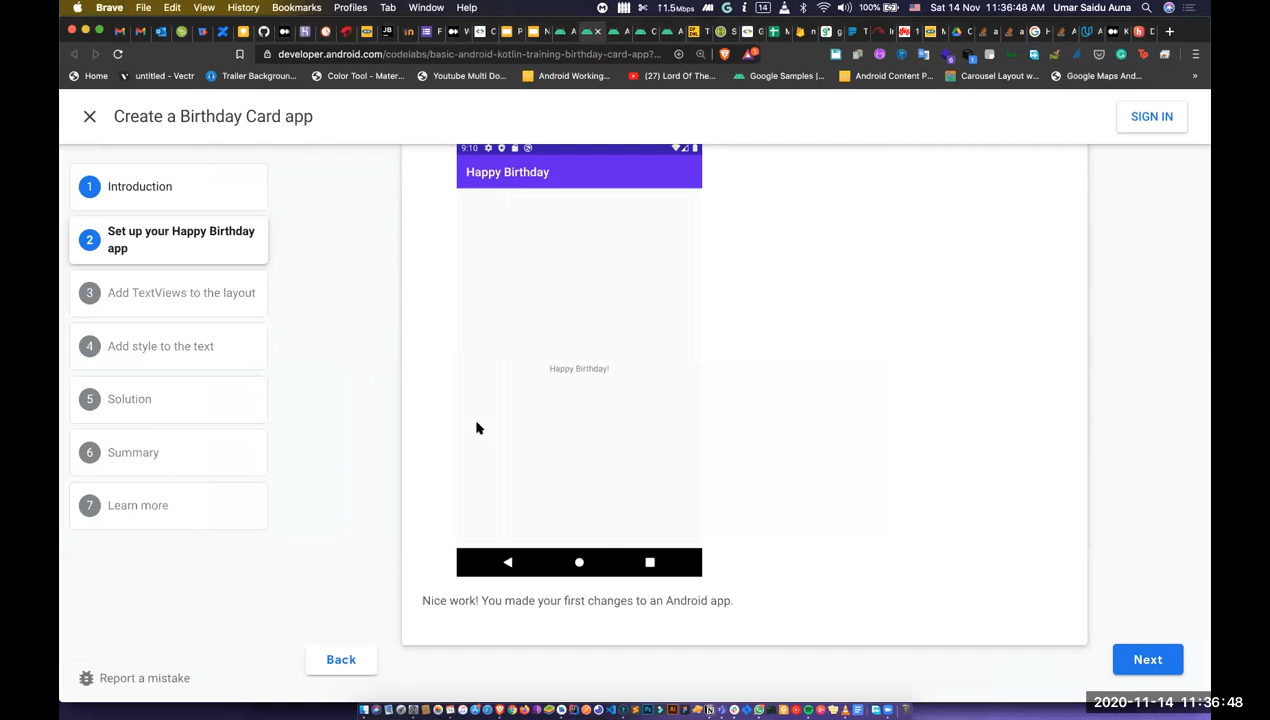 Brave File Edit View History Bookmarks Profiles Tab Window Help 11.5Mbps 14 100% Sat 14 Nov 11:36:48 AM Umar Saidu Auna
developer.android.com/codelabs/basic-android-kotlin-training-birthday-card-app?...
Home untitled - Vectr Trailer Backgroun... Color Tool - Mater... Youtube Multi Do... Android Working... (27) Lord Of The... Google Samples |... Android Content P... Carousel Layout w... Google Maps And... »
Create a Birthday Card app
SIGN IN
1 Introduction
2 Set up your Happy Birthday
app
3 Add TextViews to the layout
4 Add style to the text
5 Solution
6 Summary
7 Learn more
9:10
Happy Birthday
Happy Birthday!
Nice work! You made your first changes to an Android app.
Back
Next
Report a mistake
2020-11-14 11:36:48